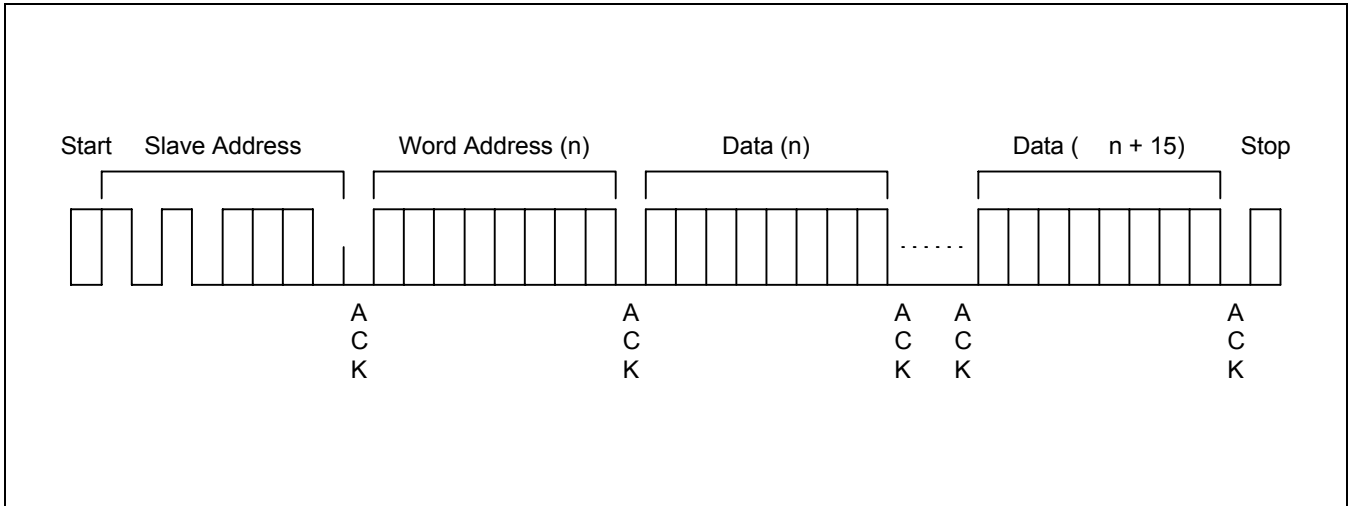 Start Slave Address Word Address (n) Data (n) Data ( n + 15) Stop
......
A A A A A
C C C C C
K K K K K